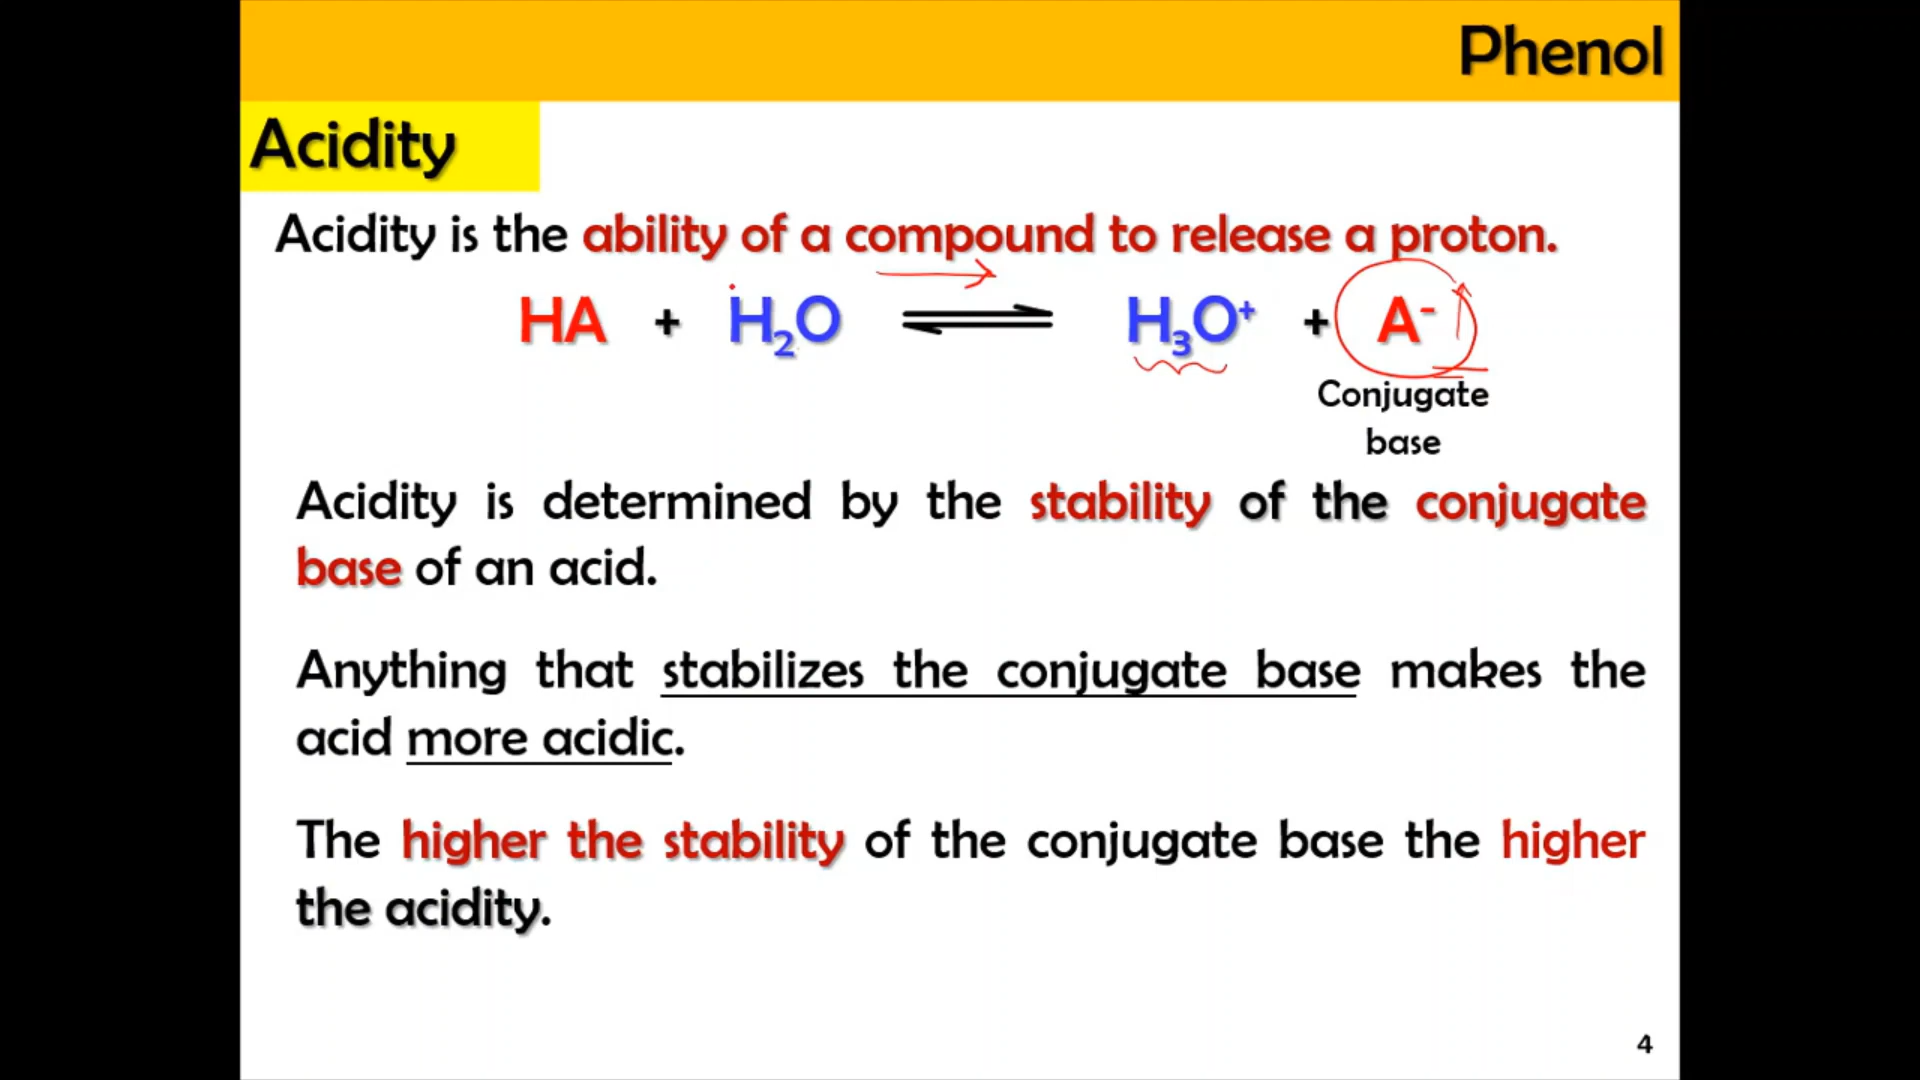 Phenol
Acidity
Acidity is the ability of a compound to release a proton.
HA + H₂O ⇌ H₃O⁺ + A⁻
Conjugate
base
Acidity is determined by the stability of the conjugate
base of an acid.
Anything that stabilizes the conjugate base makes the
acid more acidic.
The higher the stability of the conjugate base the higher
the acidity.
4